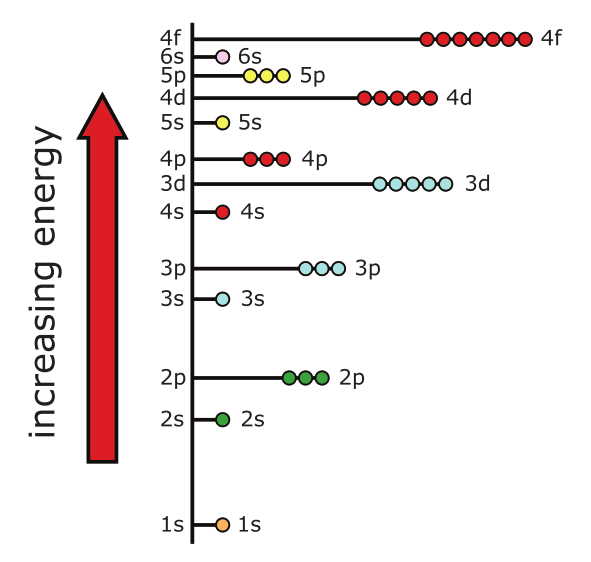 increasing energy
4f 4f
6s 6s
5p 5p
4d 4d
5s 5s
4p 4p
3d 3d
4s 4s
3p 3p
3s 3s
2p 2p
2s 2s
1s 1s